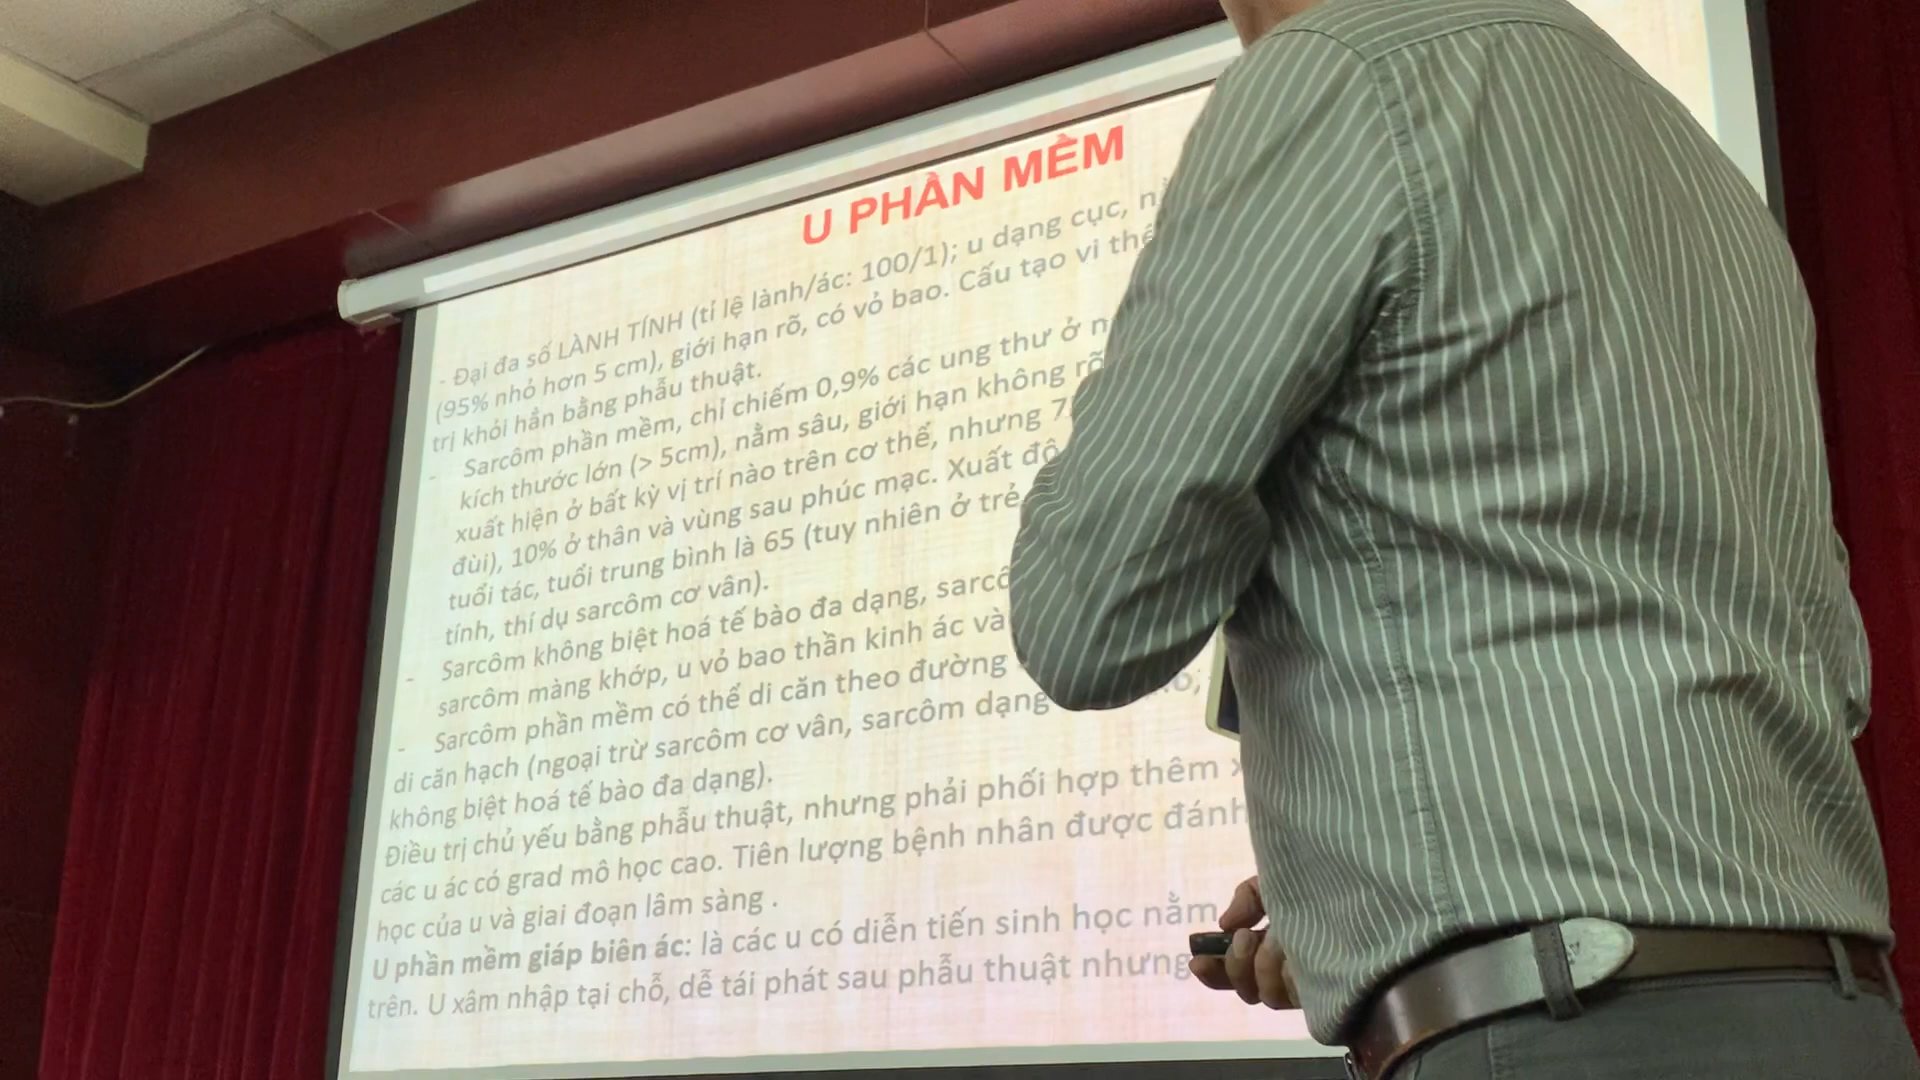 U PHẦN MỀM
- Đại đa số LÀNH TÍNH (tỉ lệ lành/ác: 100/1); u dạng cục,
(95% nhỏ hơn 5 cm), giới hạn rõ, có vỏ bao. Cấu tạo vi thể
trị khỏi hẳn bằng phẫu thuật.
- Sarcôm phần mềm, chỉ chiếm 0,9% các ung thư ở
kích thước lớn (> 5cm), nằm sâu, giới hạn không rõ
xuất hiện ở bất kỳ vị trí nào trên cơ thể, nhưng
đùi), 10% ở thân và vùng sau phúc mạc. Xuất độ
tuổi tác, tuổi trung bình là 65 (tuy nhiên ở trẻ
tính, thí dụ sarcôm cơ vân).
- Sarcôm không biệt hoá tế bào đa dạng,
sarcôm màng khớp, u vỏ bao thần kinh ác và
- Sarcôm phần mềm có thể di căn theo đường
di căn hạch (ngoại trừ sarcôm cơ vân, sarcôm dạng
không biệt hoá tế bào đa dạng).
Điều trị chủ yếu bằng phẫu thuật, nhưng phải phối hợp thêm
các u ác có grad mô học cao. Tiên lượng bệnh nhân được đánh
học của u và giai đoạn lâm sàng .
U phần mềm giáp biên ác: là các u có diễn tiến sinh học nằm
trên. U xâm nhập tại chỗ, dễ tái phát sau phẫu thuật nhưng